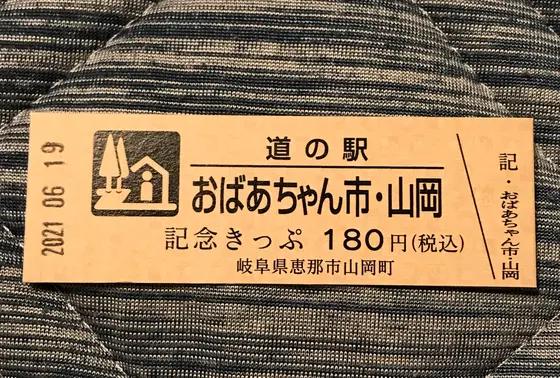 2021 06 19
道の駅
おばあちゃん市・山岡
記念きっぷ 180円(税込)
岐阜県恵那市山岡町
記・おばあちゃん市・山岡